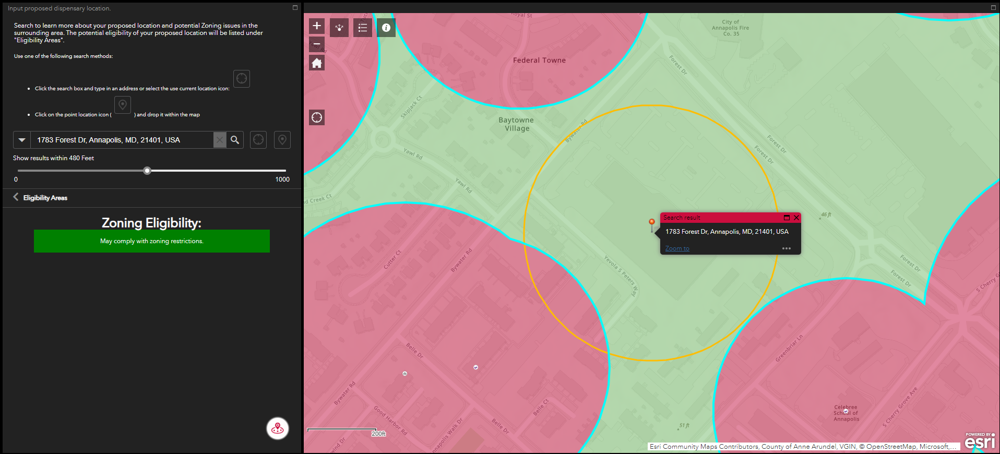 Input proposed dispensary location.
Search to learn more about your proposed location and potential Zoning issues in the
surrounding area. The potential eligibility of your proposed location will be listed under
"Eligibility Areas".
Use one of the following search methods:
• Click the search box and type in an address or select the use current location icon:
• Click on the point location icon ( ) and drop it within the map
1783 Forest Dr, Annapolis, MD, 21401, USA
Show results within 480 Feet
0
1000
Eligibility Areas
Zoning Eligibility:
May comply with zoning restrictions.
Royal St
City of
Annapolis Fire
Co. 35
Federal Towne
Forest Dr
Skipjack Ct
Baytowne
Village
Bywater Rd
Forest Dr
Forest Dr
Yawl Rd
Yawl Rd
nd Creek Ct
46 ft
Search result
1783 Forest Dr, Annapolis, MD, 21401, USA
Zoom to
Cutter Ct
Bywater Rd
Yevola S Peters Way
Forest Dr
Forest Dr
S Cherry G
Belle Dr
Greenbriar Ln
Bywater Rd
Good Harbor Rd
Belle Ct
Belle Dr
nnapolis Walk Dr
wind Dr
S Cherry Grove Ave
Celebree
School of
Annapolis
51 ft
200ft
POWERED BY
esri
Esri Community Maps Contributors, County of Anne Arundel, VGIN, © OpenStreetMap, Microsoft,...